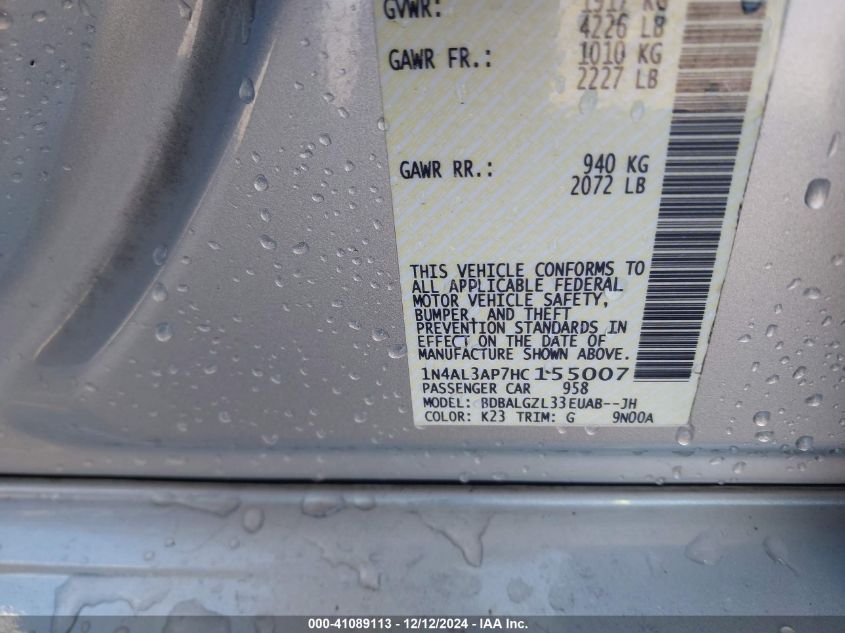 GVWR: 1917 KG
4226 LB
GAWR FR.: 1010 KG
2227 LB
GAWR RR.: 940 KG
2072 LB
THIS VEHICLE CONFORMS TO
ALL APPLICABLE FEDERAL
MOTOR VEHICLE SAFETY,
BUMPER, AND THEFT
PREVENTION STANDARDS IN
EFFECT ON THE DATE OF
MANUFACTURE SHOWN ABOVE.
1N4AL3AP7HC155007
PASSENGER CAR 958
MODEL: BDBALGZL33EUAB--JH
COLOR: K23 TRIM: G 9N00A
000-41089113 - 12/12/2024 - IAA Inc.